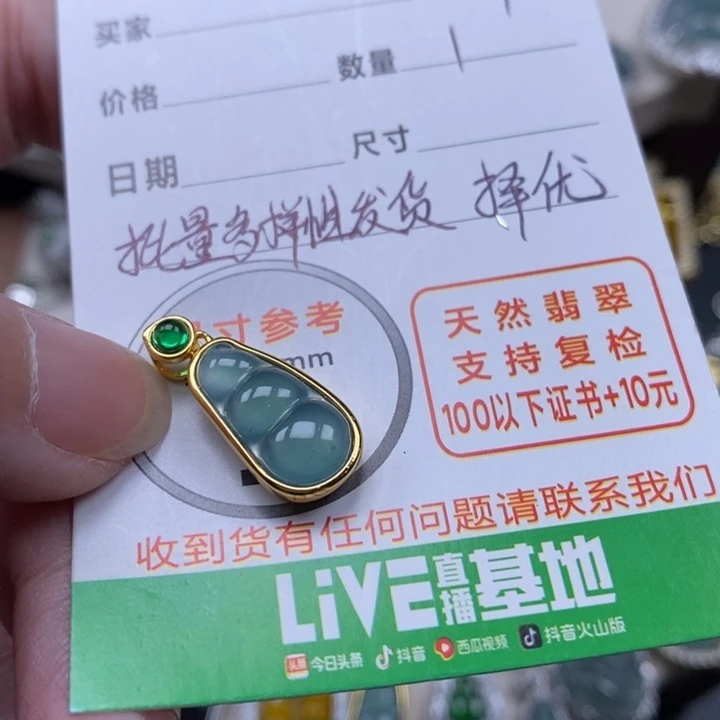 买家
数量
价格
尺寸
日期
批量多样性发货 择优
寸参考
mm
天然翡翠
支持复检
100以下证书+10元
收到货有任何问题请联系我们
LiVE直播基地
头条 今日头条 抖音 西瓜视频 抖音火山版